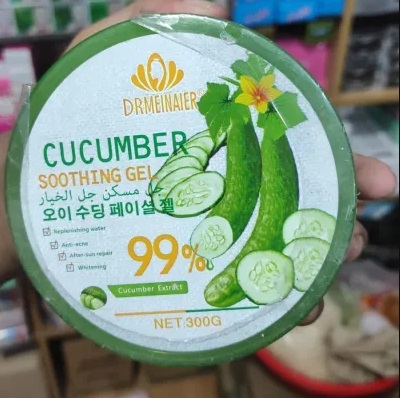 DRMEINAIER
CUCUMBER
SOOTHING GEL
جل مسكن جل الخيار
오이 수딩 페이셜 젤
Replenishing water
Anti-acne
After-sun repair
Whitening
99%
Cucumber Extract
NET 300G